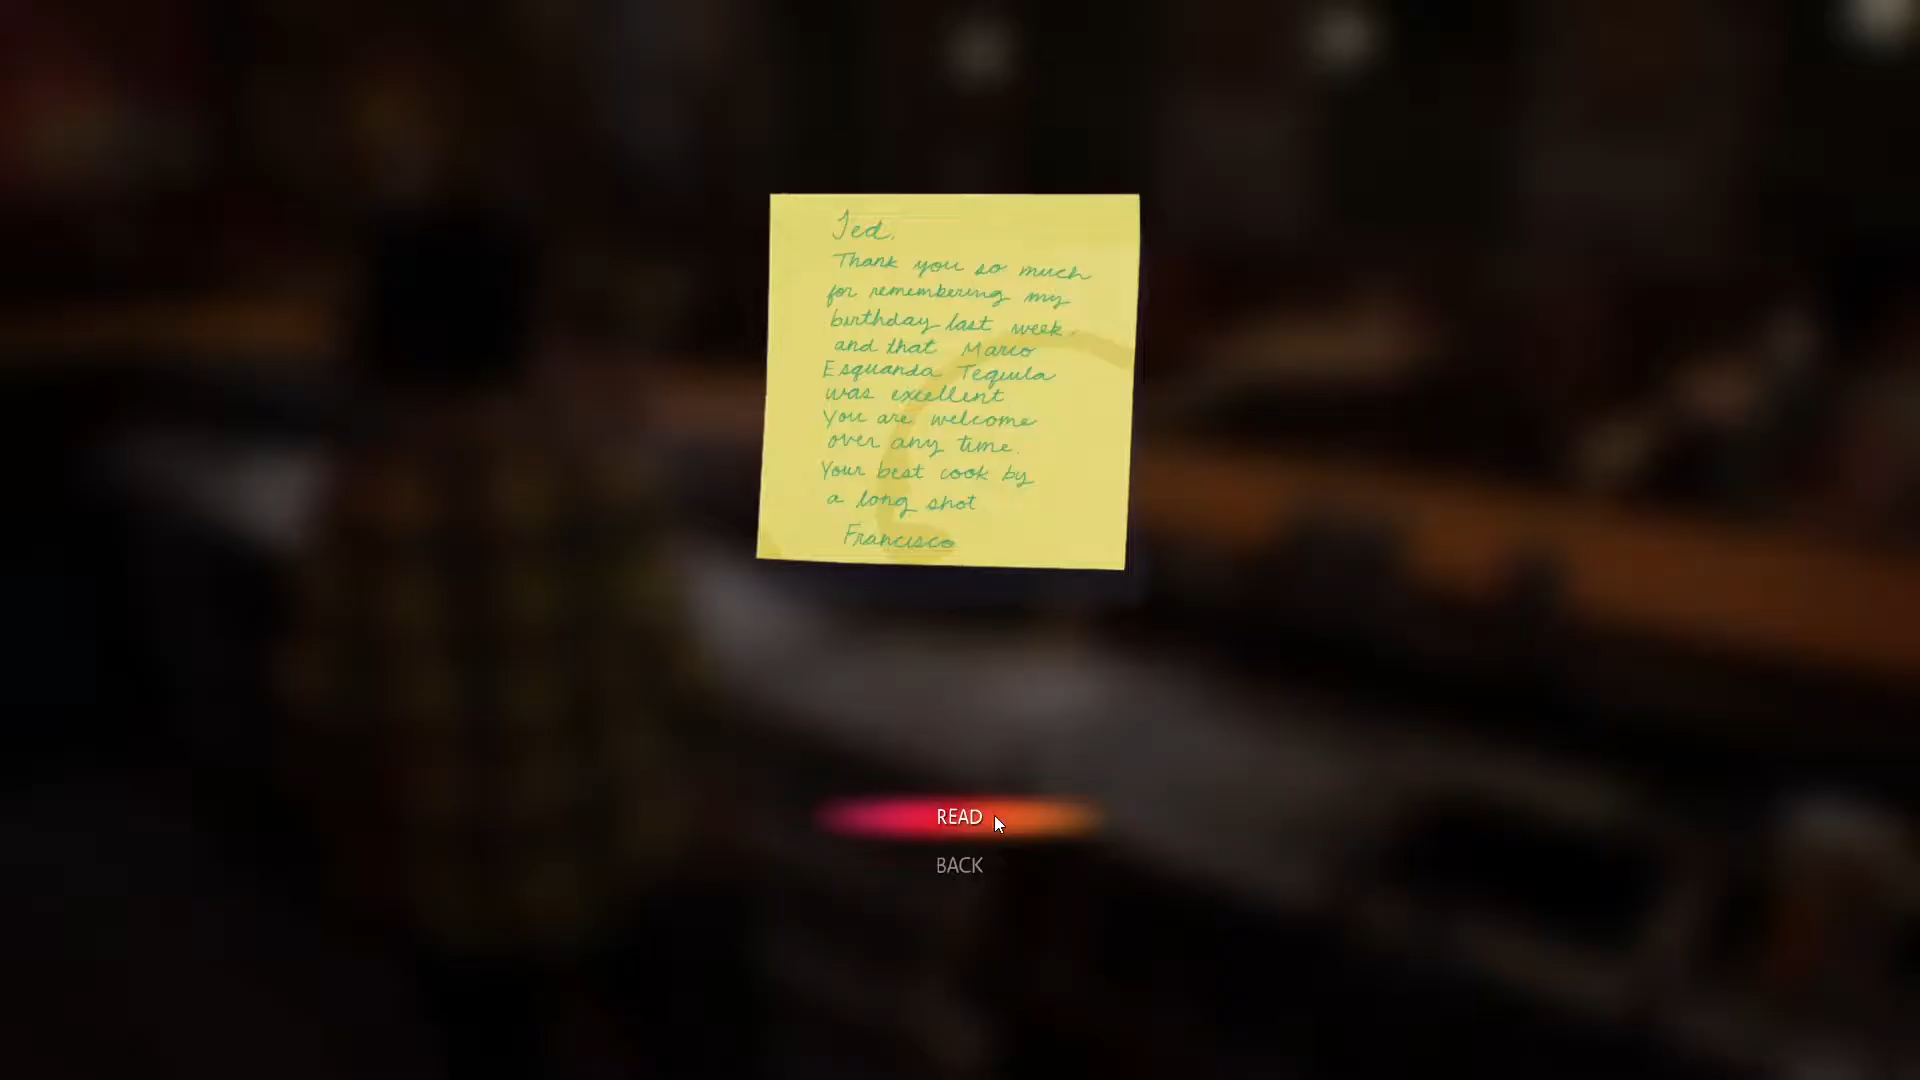 Ted,
Thank you so much
for remembering my
birthday last week.
and that Marco
Esquanda Tequila
was excellent
You are welcome
over any time.
Your best cook by
a long shot
Francisco
READ
BACK